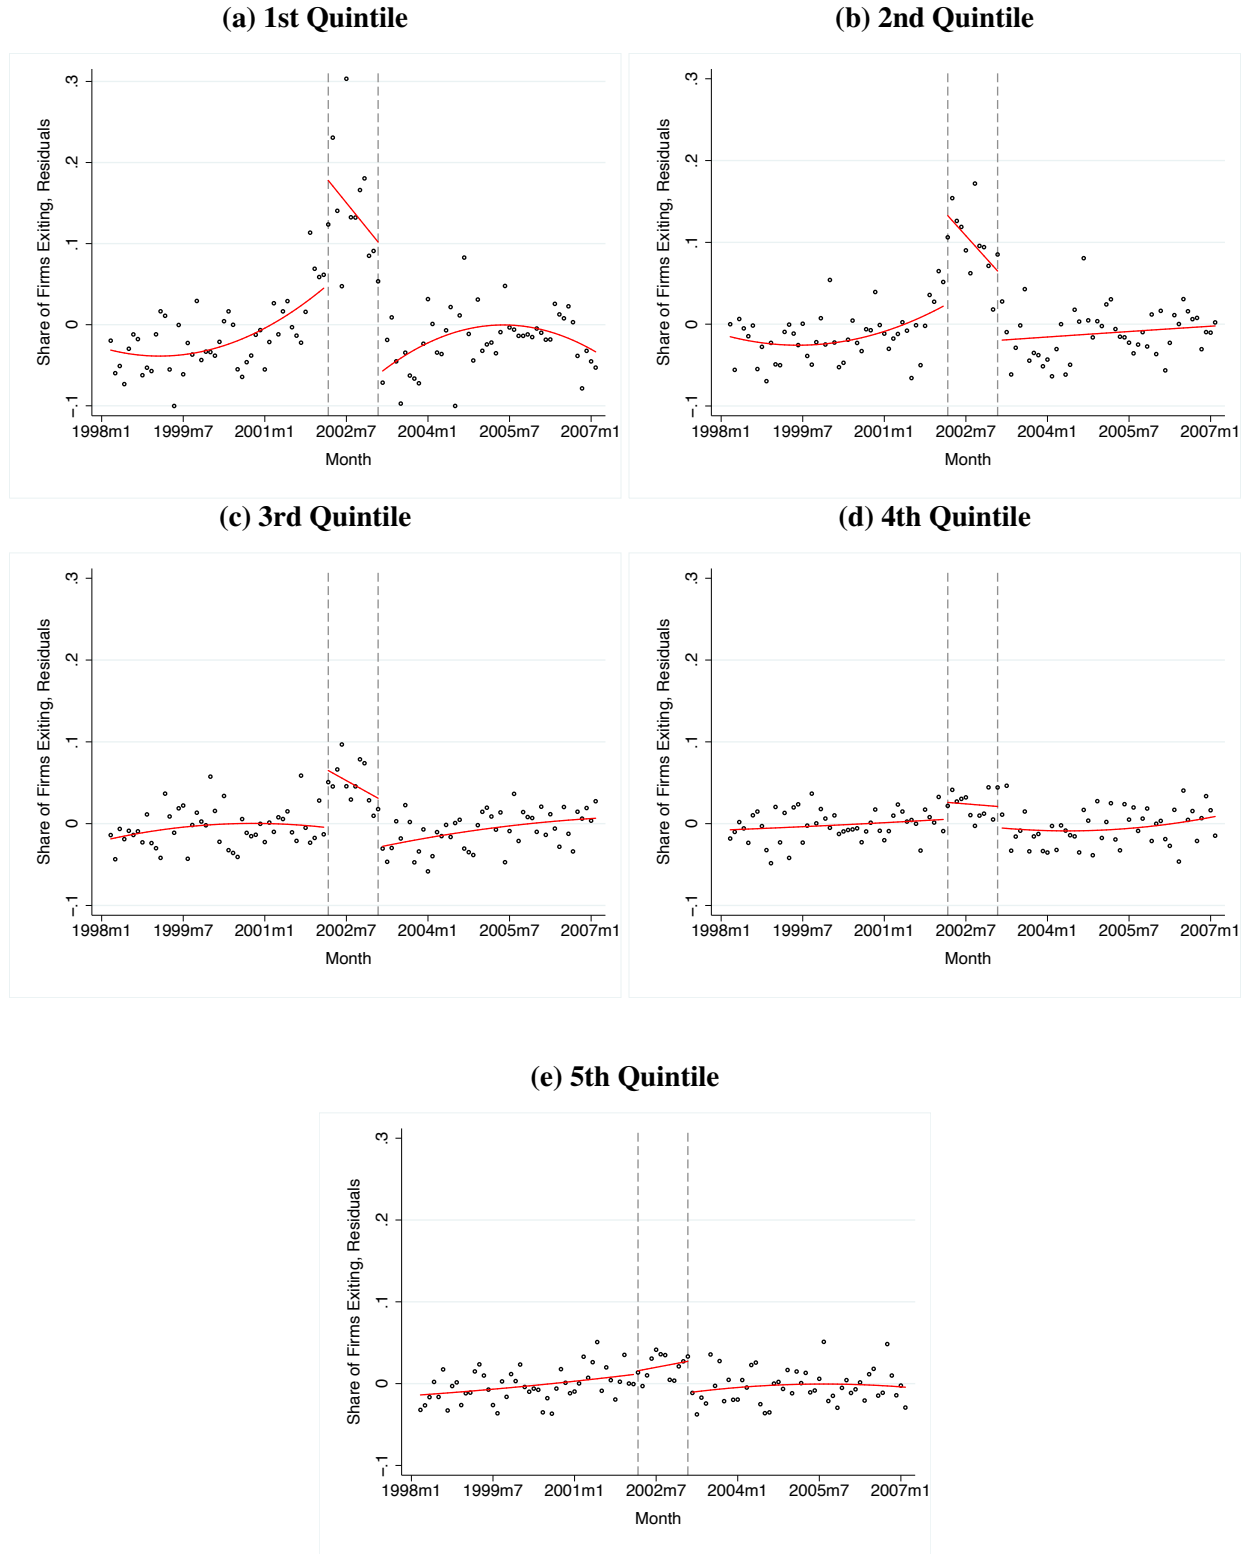 (a) 1st Quintile
Share of Firms Exiting, Residuals
.3
.2
.1
0
-.1
1998m1 1999m7 2001m1 2002m7 2004m1 2005m7 2007m1
Month
(b) 2nd Quintile
Share of Firms Exiting, Residuals
.3
.2
.1
0
-.1
1998m1 1999m7 2001m1 2002m7 2004m1 2005m7 2007m1
Month
(c) 3rd Quintile
Share of Firms Exiting, Residuals
.3
.2
.1
0
-.1
1998m1 1999m7 2001m1 2002m7 2004m1 2005m7 2007m1
Month
(d) 4th Quintile
Share of Firms Exiting, Residuals
.3
.2
.1
0
-.1
1998m1 1999m7 2001m1 2002m7 2004m1 2005m7 2007m1
Month
(e) 5th Quintile
Share of Firms Exiting, Residuals
.3
.2
.1
0
-.1
1998m1 1999m7 2001m1 2002m7 2004m1 2005m7 2007m1
Month